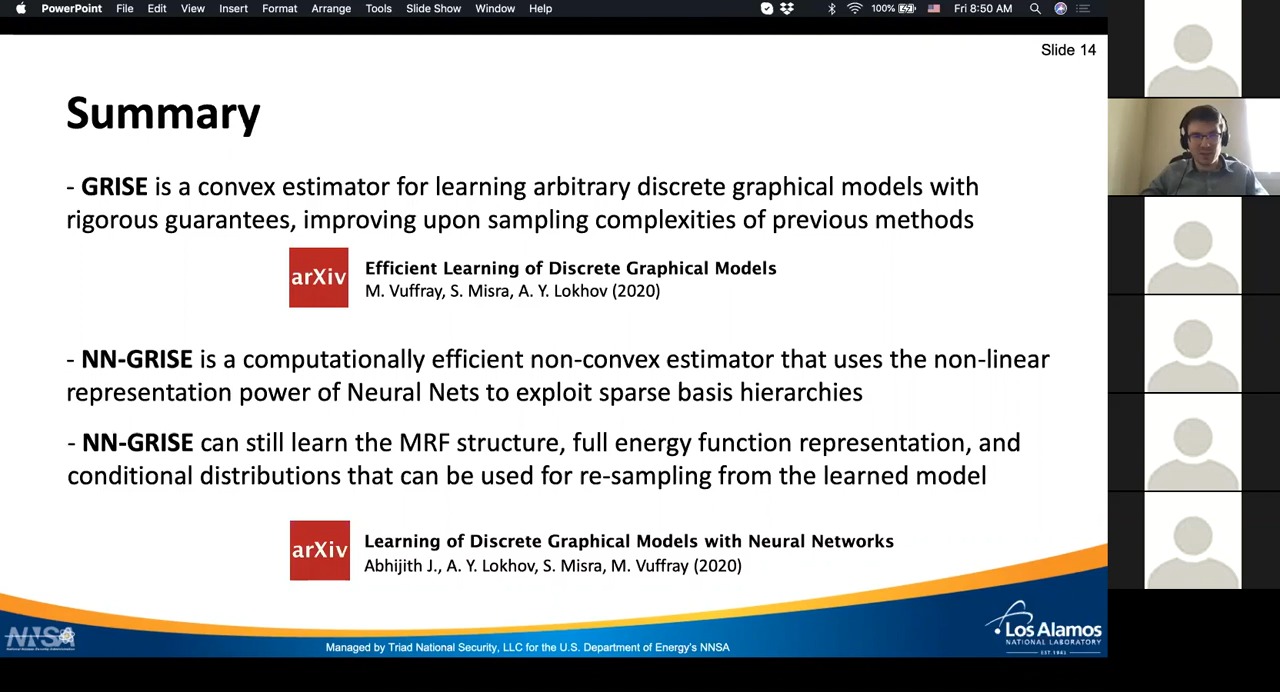 PowerPoint File Edit View Insert Format Arrange Tools Slide Show Window Help 100% Fri 8:50 AM
Slide 14
Summary
- GRISE is a convex estimator for learning arbitrary discrete graphical models with
rigorous guarantees, improving upon sampling complexities of previous methods
arXiv
Efficient Learning of Discrete Graphical Models
M. Vuffray, S. Misra, A. Y. Lokhov (2020)
- NN-GRISE is a computationally efficient non-convex estimator that uses the non-linear
representation power of Neural Nets to exploit sparse basis hierarchies
- NN-GRISE can still learn the MRF structure, full energy function representation, and
conditional distributions that can be used for re-sampling from the learned model
arXiv
Learning of Discrete Graphical Models with Neural Networks
Abhijith J., A. Y. Lokhov, S. Misra, M. Vuffray (2020)
NNSA
Managed by Triad National Security, LLC for the U.S. Department of Energy's NNSA
Los Alamos
NATIONAL LABORATORY
EST. 1943